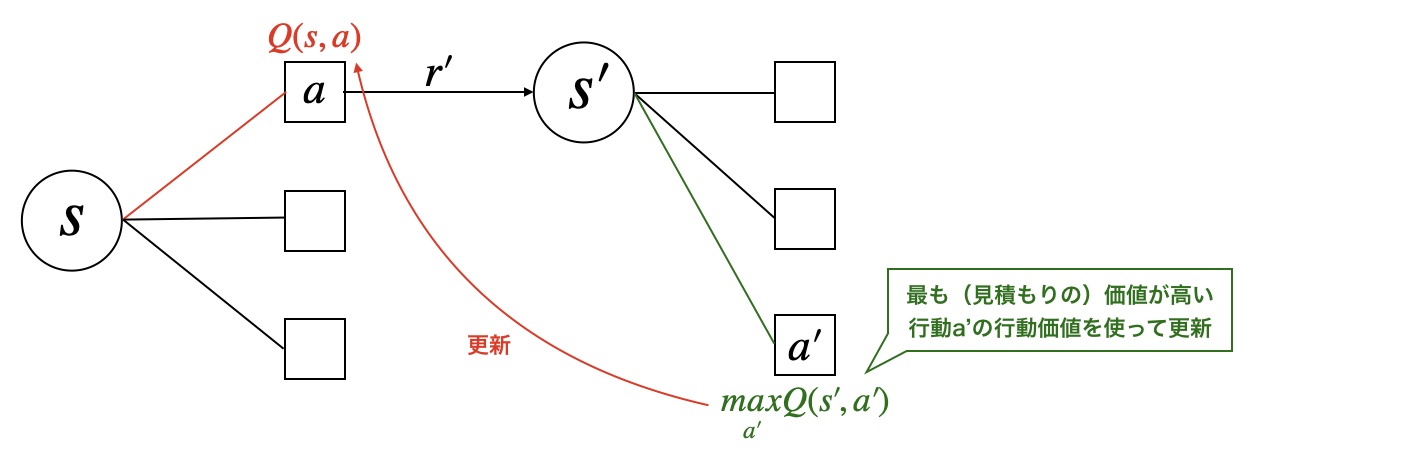 Q(s, a)
a
r′
s′
s
最も（見積もりの）価値が高い
行動a’の行動価値を使って更新
更新
a′
maxQ(s′, a′)
a′